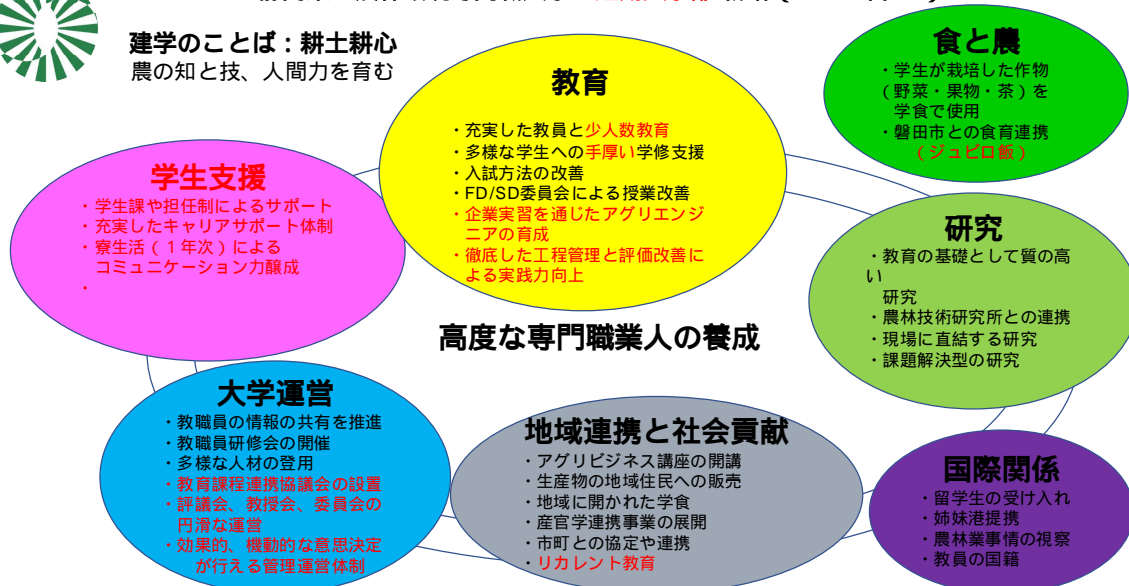 建学のことば：耕土耕心
農の知と技、人間力を育む
教育
・充実した教員と少人数教育
・多様な学生への手厚い学修支援
・入試方法の改善
・FD/SD委員会による授業改善
・企業実習を通じたアグリエンジ
ニアの育成
・徹底した工程管理と評価改善に
よる実践力向上
食と農
・学生が栽培した作物
(野菜・果物・茶)を
学食で使用
・磐田市との食育連携
(ジュビロ飯)
学生支援
・学生課や担任制によるサポート
・充実したキャリアサポート体制
・寮生活(１年次)による
コミュニケーション力醸成
・
研究
・教育の基礎として質の高
い
研究
・農林技術研究所との連携
・現場に直結する研究
・課題解決型の研究
高度な専門職業人の養成
大学運営
・教職員の情報の共有を推進
・教職員研修会の開催
・多様な人材の登用
・教育課程連携協議会の設置
・評議会、教授会、委員会の
円滑な運営
・効果的、機動的な意思決定
が行える管理運営体制
地域連携と社会貢献
・アグリビジネス講座の開講
・生産物の地域住民への販売
・地域に開かれた学食
・産官学連携事業の展開
・市町との協定や連携
・リカレント教育
国際関係
・留学生の受け入れ
・姉妹港提携
・農林業事情の視察
・教員の国籍